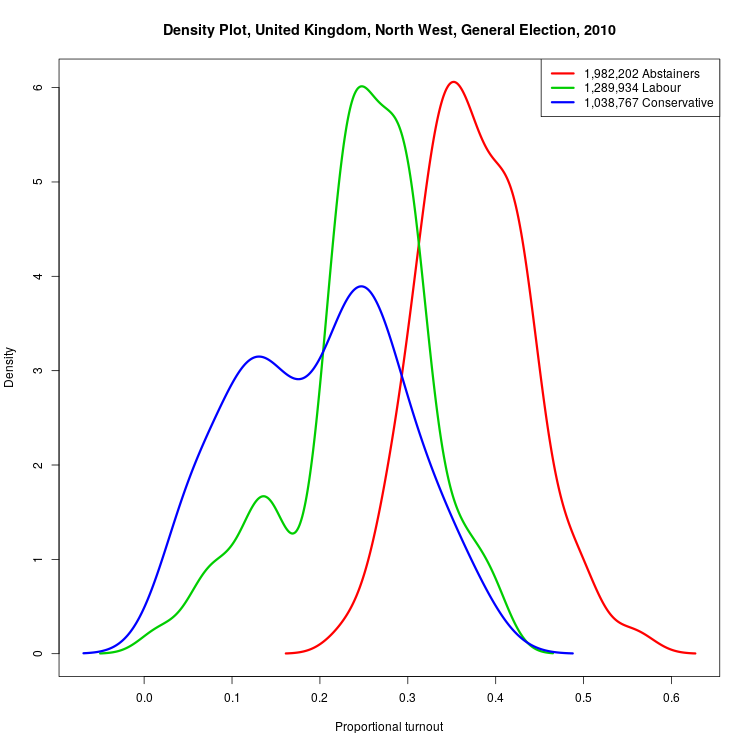 Density Plot, United Kingdom, North West, General Election, 2010
1,982,202 Abstainers
1,289,934 Labour
1,038,767 Conservative
Density
6
5
4
3
2
1
0
0.0 0.1 0.2 0.3 0.4 0.5 0.6
Proportional turnout